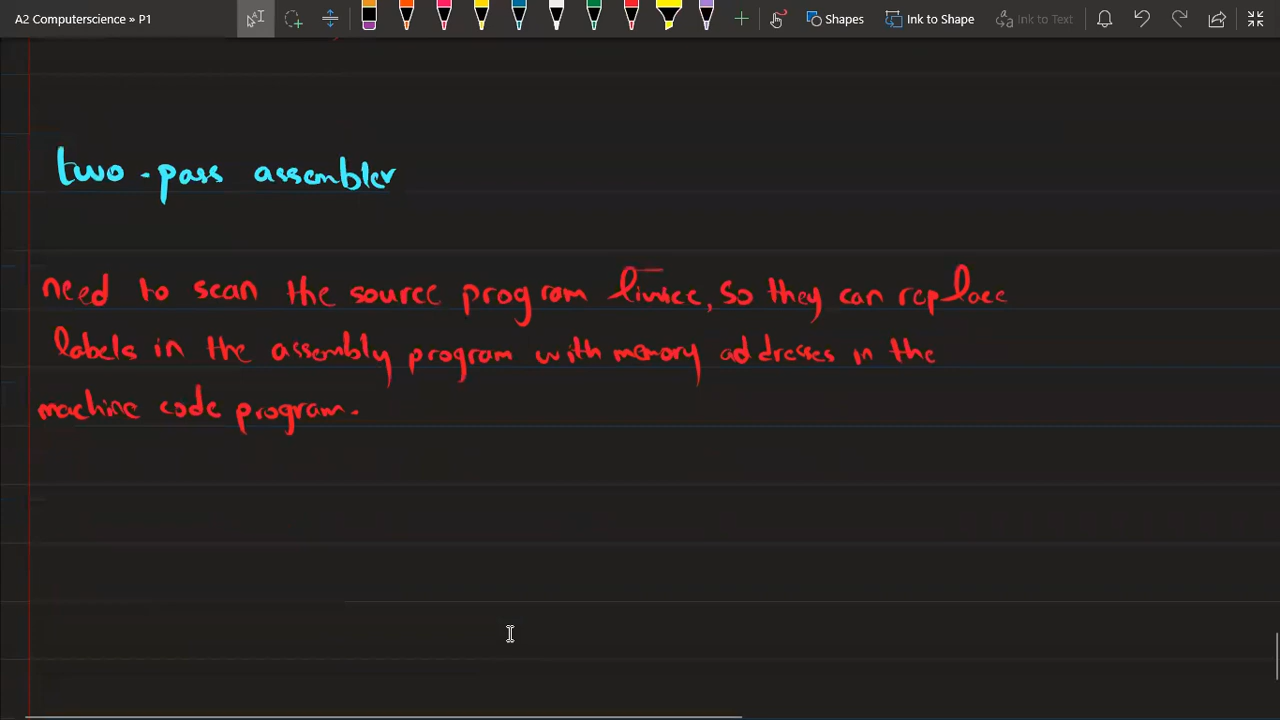 A2 Computerscience » P1
Shapes
Ink to Shape
Ink to Text
two-pass assembler
need to scan the source program twice, so they can replace
labels in the assembly program with memory addresses in the
machine code program.